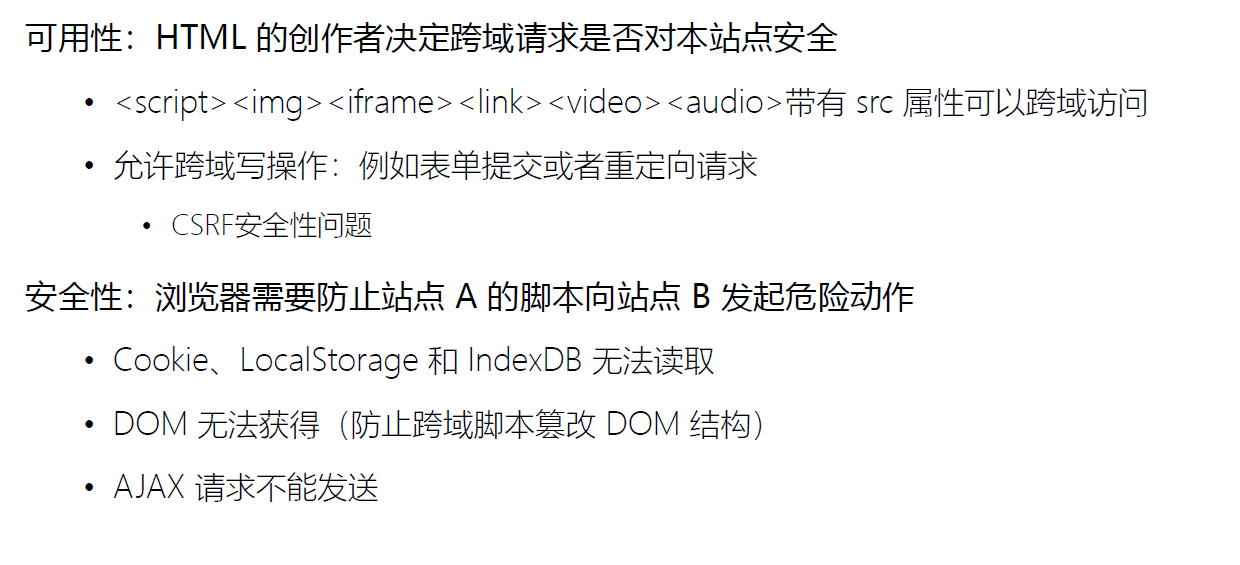 可用性：HTML 的创作者决定跨域请求是否对本站点安全
• <script><img><iframe><link><video><audio>带有 src 属性可以跨域访问
• 允许跨域写操作：例如表单提交或者重定向请求
• CSRF安全性问题
安全性：浏览器需要防止站点 A 的脚本向站点 B 发起危险动作
• Cookie、LocalStorage 和 IndexDB 无法读取
• DOM 无法获得（防止跨域脚本篡改 DOM 结构）
• AJAX 请求不能发送